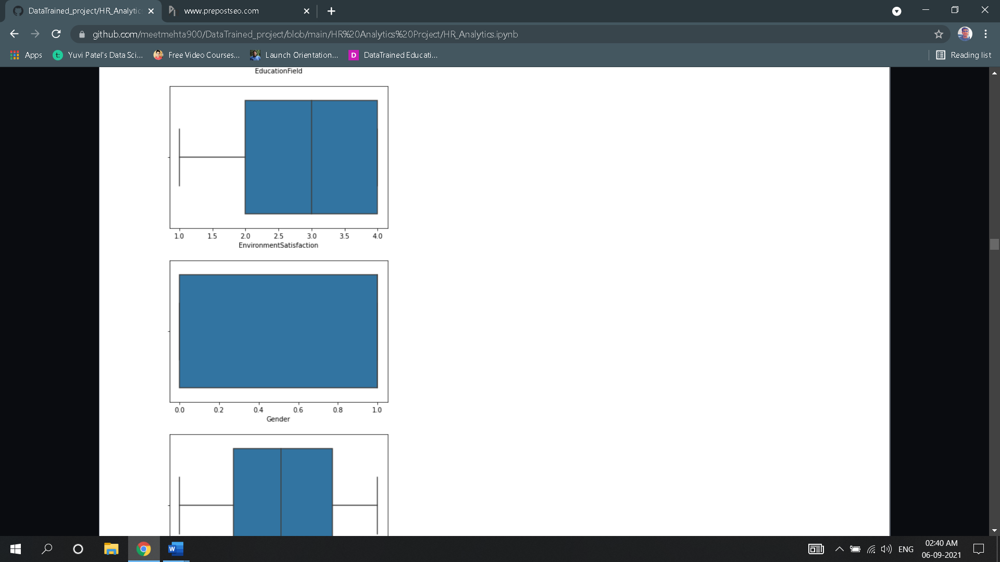 DataTrained_project/HR_Analytic
www.prepostseo.com
github.com/meetmehta900/DataTrained_project/blob/main/HR%20Analytics%20Project/HR_Analytics.ipynb
Apps
t:
Yuvi Patel's Data Sci...
Free Video Courses...
Launch Orientation...
D
DataTrained Educati...
Reading list
EducationField
1.0 1.5 2.0 2.5 3.0 3.5 4.0
EnvironmentSatisfaction
0.0 0.2 0.4 0.6 0.8 1.0
Gender
W
ENG
02:40 AM
06-09-2021